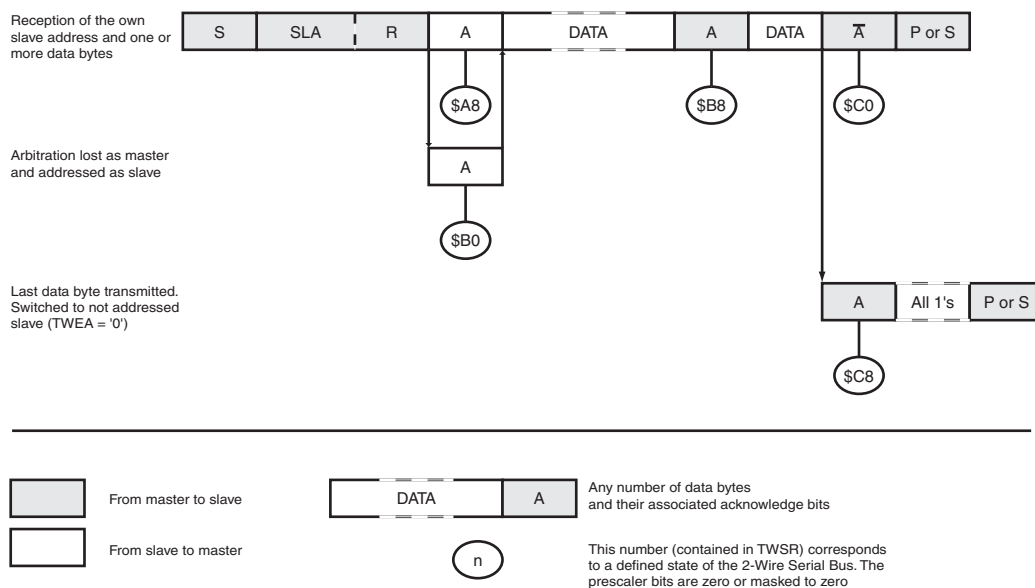 Reception of the own
slave address and one or
more data bytes
S SLA R A DATA A DATA A̅ P or S
$A8 $B8 $C0
Arbitration lost as master
and addressed as slave
A
$B0
Last data byte transmitted.
Switched to not addressed
slave (TWEA = '0')
A All 1's P or S
$C8
From master to slave
DATA A
Any number of data bytes
and their associated acknowledge bits
From slave to master
n
This number (contained in TWSR) corresponds
to a defined state of the 2-Wire Serial Bus. The
prescaler bits are zero or masked to zero